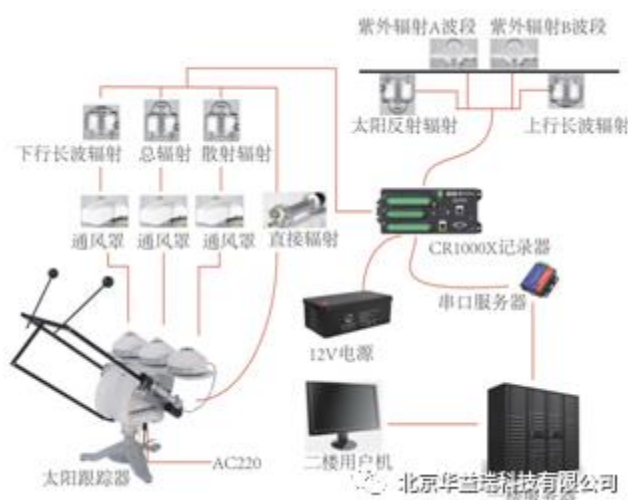 紫外辐射A波段 紫外辐射B波段
太阳反射辐射 上行长波辐射
下行长波辐射 总辐射 散射辐射
通风罩 通风罩 通风罩 直接辐射
CR1000X记录器
串口服务器
12V电源
太阳跟踪器 AC220 二楼用户机
北京华益瑞科技有限公司